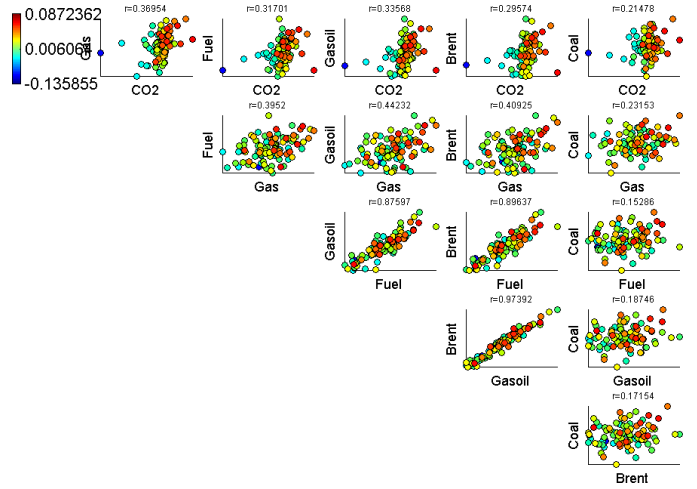 0.0872362
0.006064
-0.135855
r=0.36954
Gas
CO2
r=0.31701
Fuel
CO2
r=0.33568
Gasoil
CO2
r=0.29574
Brent
CO2
r=0.21478
Coal
CO2
r=0.3952
Fuel
Gas
r=0.44232
Gasoil
Gas
r=0.40925
Brent
Gas
r=0.23153
Coal
Gas
r=0.87597
Gasoil
Fuel
r=0.89637
Brent
Fuel
r=0.15286
Coal
Fuel
r=0.97392
Brent
Gasoil
r=0.18746
Coal
Gasoil
r=0.17154
Coal
Brent